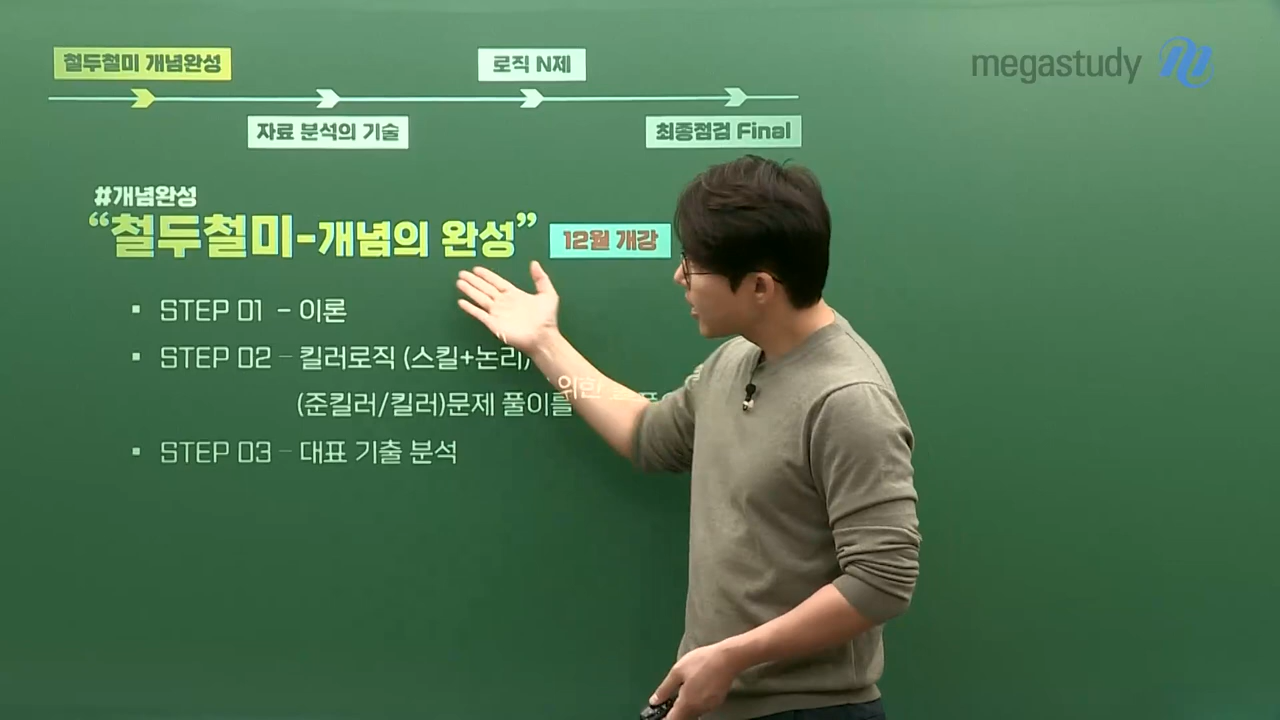 철두철미 개념완성
로직 N제
megastudy
자료 분석의 기술
최종점검 Final
#개념완성
“철두철미-개념의 완성”
12월 개강
▪ STEP 01 - 이론
▪ STEP 02 - 킬러로직 (스킬+논리)
(준킬러/킬러)문제 풀이를 위한
▪ STEP 03 - 대표 기출 분석